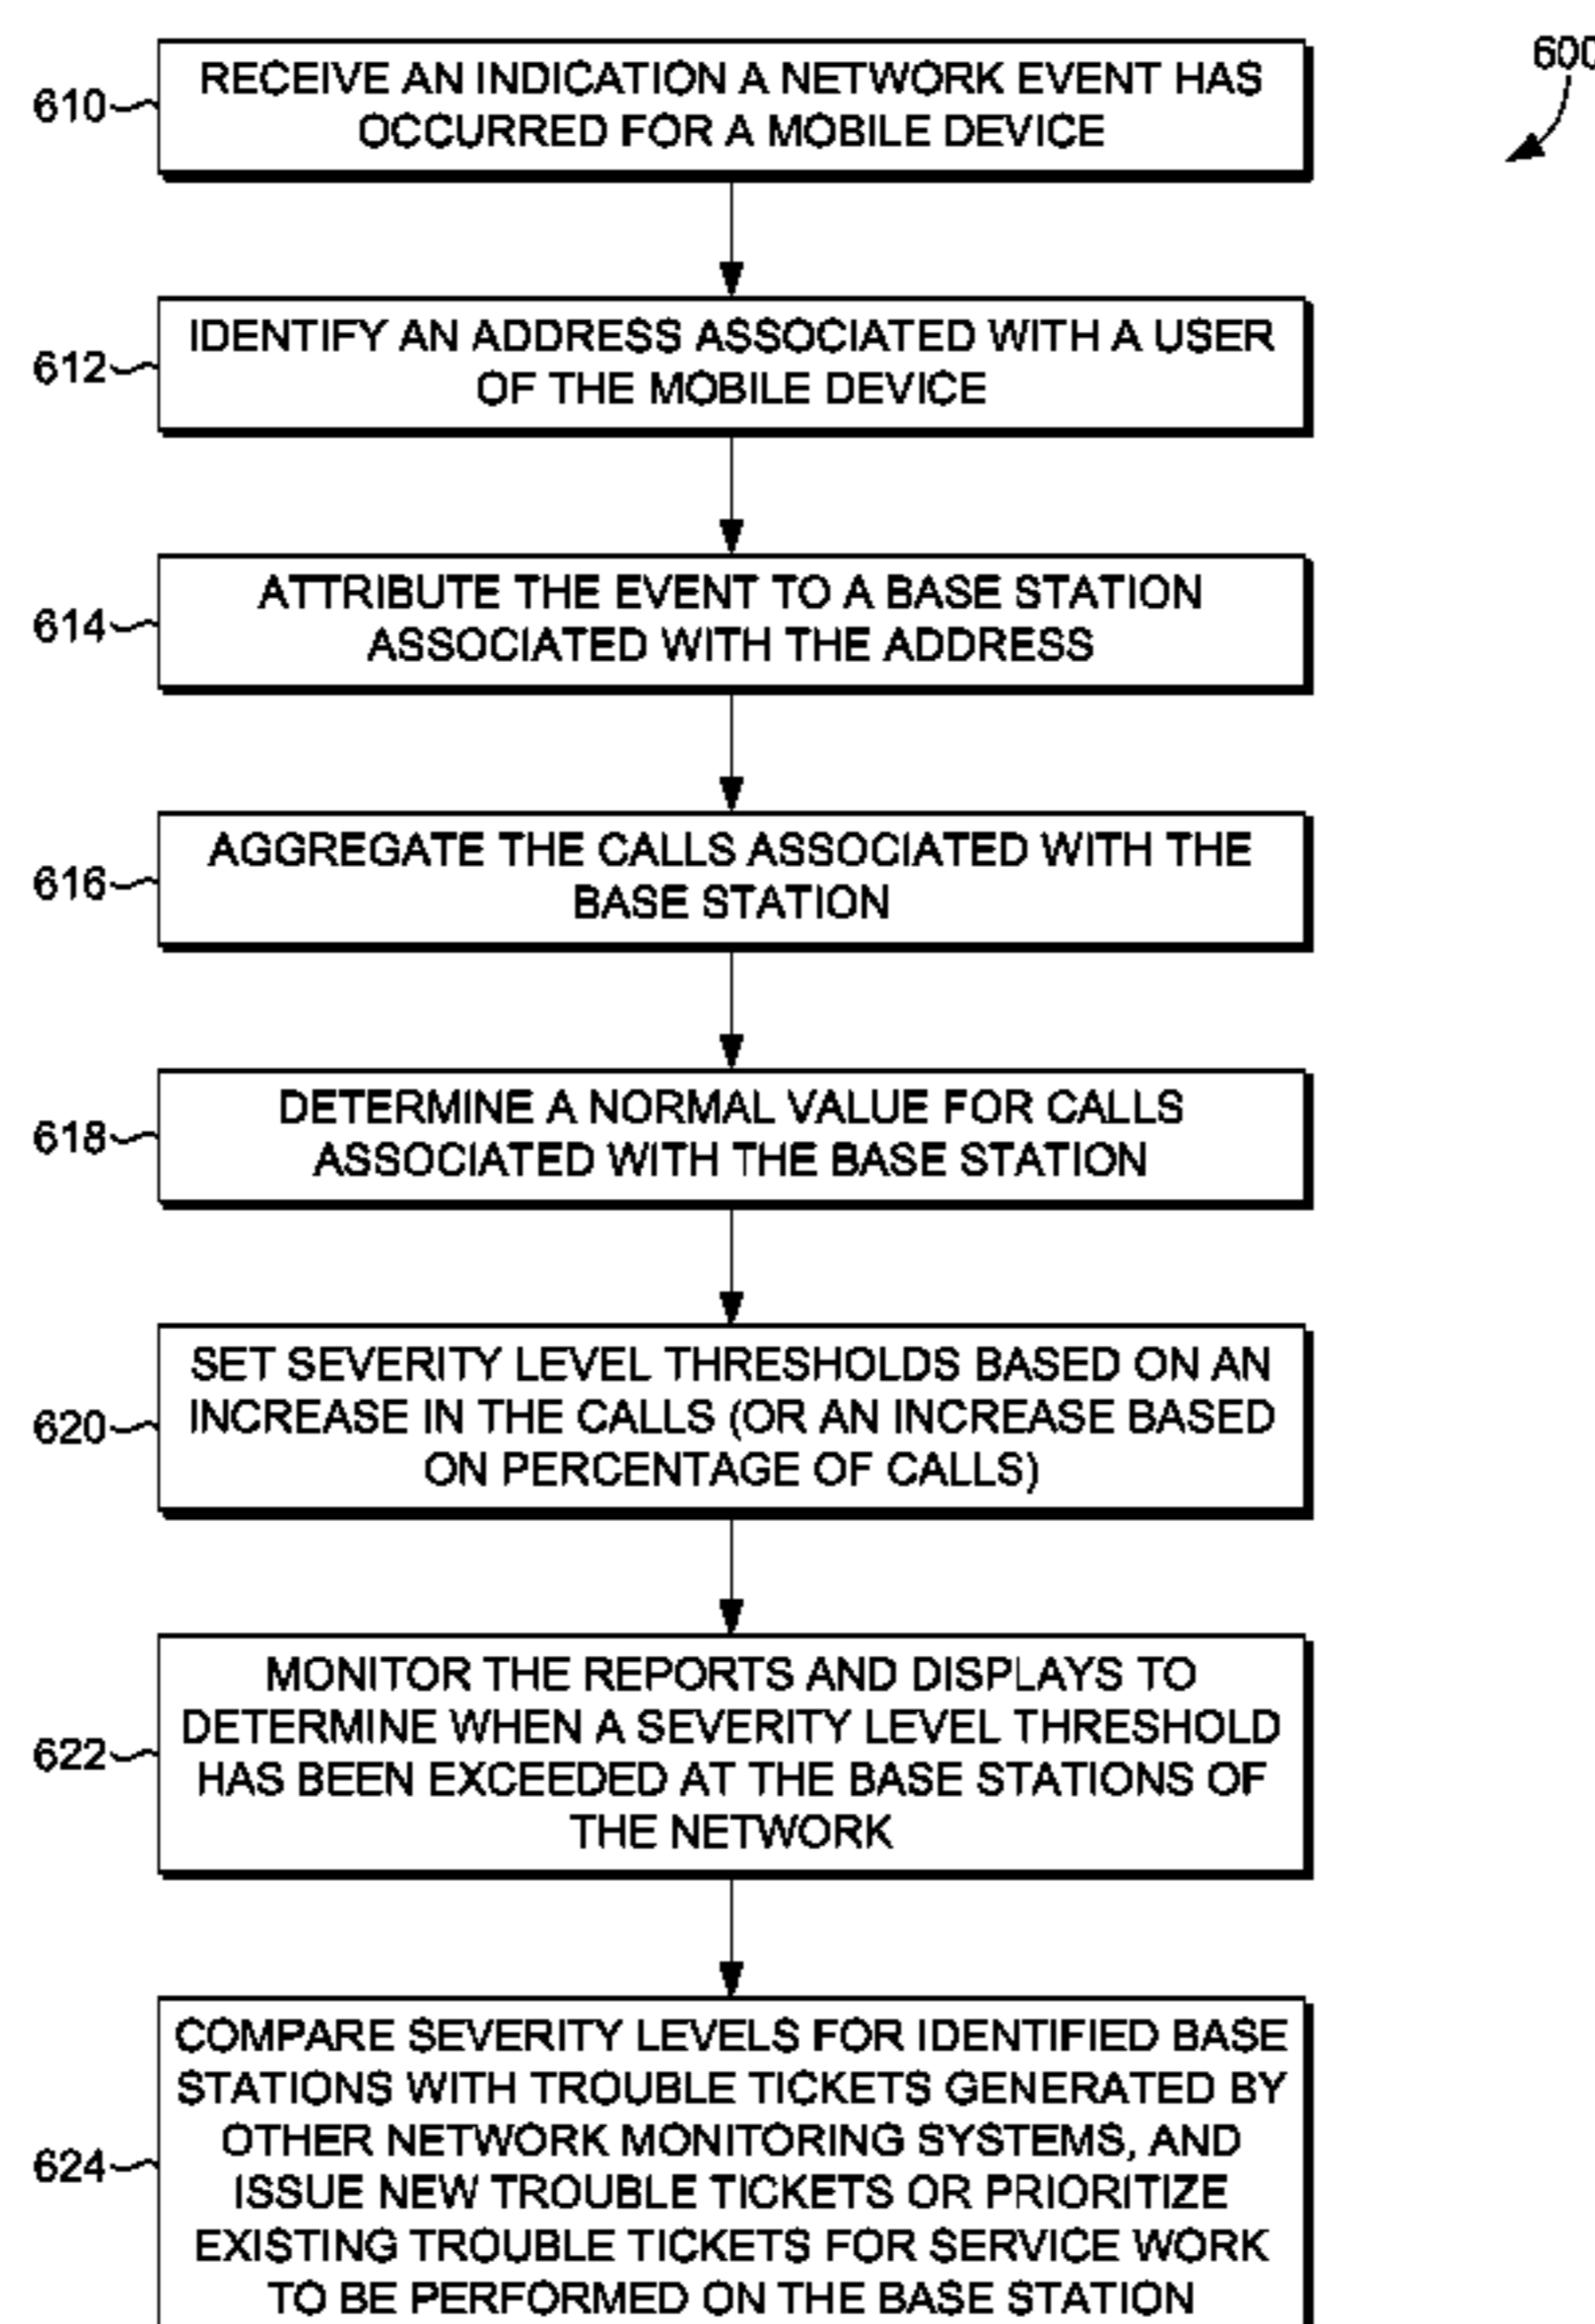 600
610
RECEIVE AN INDICATION A NETWORK EVENT HAS
OCCURRED FOR A MOBILE DEVICE
612
IDENTIFY AN ADDRESS ASSOCIATED WITH A USER
OF THE MOBILE DEVICE
614
ATTRIBUTE THE EVENT TO A BASE STATION
ASSOCIATED WITH THE ADDRESS
616
AGGREGATE THE CALLS ASSOCIATED WITH THE
BASE STATION
618
DETERMINE A NORMAL VALUE FOR CALLS
ASSOCIATED WITH THE BASE STATION
620
SET SEVERITY LEVEL THRESHOLDS BASED ON AN
INCREASE IN THE CALLS (OR AN INCREASE BASED
ON PERCENTAGE OF CALLS)
622
MONITOR THE REPORTS AND DISPLAYS TO
DETERMINE WHEN A SEVERITY LEVEL THRESHOLD
HAS BEEN EXCEEDED AT THE BASE STATIONS OF
THE NETWORK
624
COMPARE SEVERITY LEVELS FOR IDENTIFIED BASE
STATIONS WITH TROUBLE TICKETS GENERATED BY
OTHER NETWORK MONITORING SYSTEMS, AND
ISSUE NEW TROUBLE TICKETS OR PRIORITIZE
EXISTING TROUBLE TICKETS FOR SERVICE WORK
TO BE PERFORMED ON THE BASE STATION